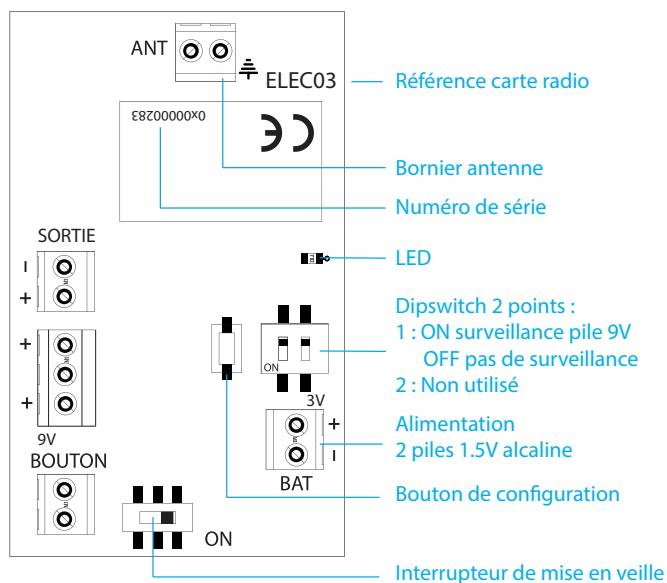 ANT
ELEC03
Référence carte radio
0x00000283
CE
Bornier antenne
Numéro de série
SORTIE
–
+
LED
Dipswitch 2 points :
1 : ON surveillance pile 9V
OFF pas de surveillance
2 : Non utilisé
ON
+
+
9V
3V
+
–
BAT
Alimentation
2 piles 1.5V alcaline
BOUTON
Bouton de configuration
ON
Interrupteur de mise en veille